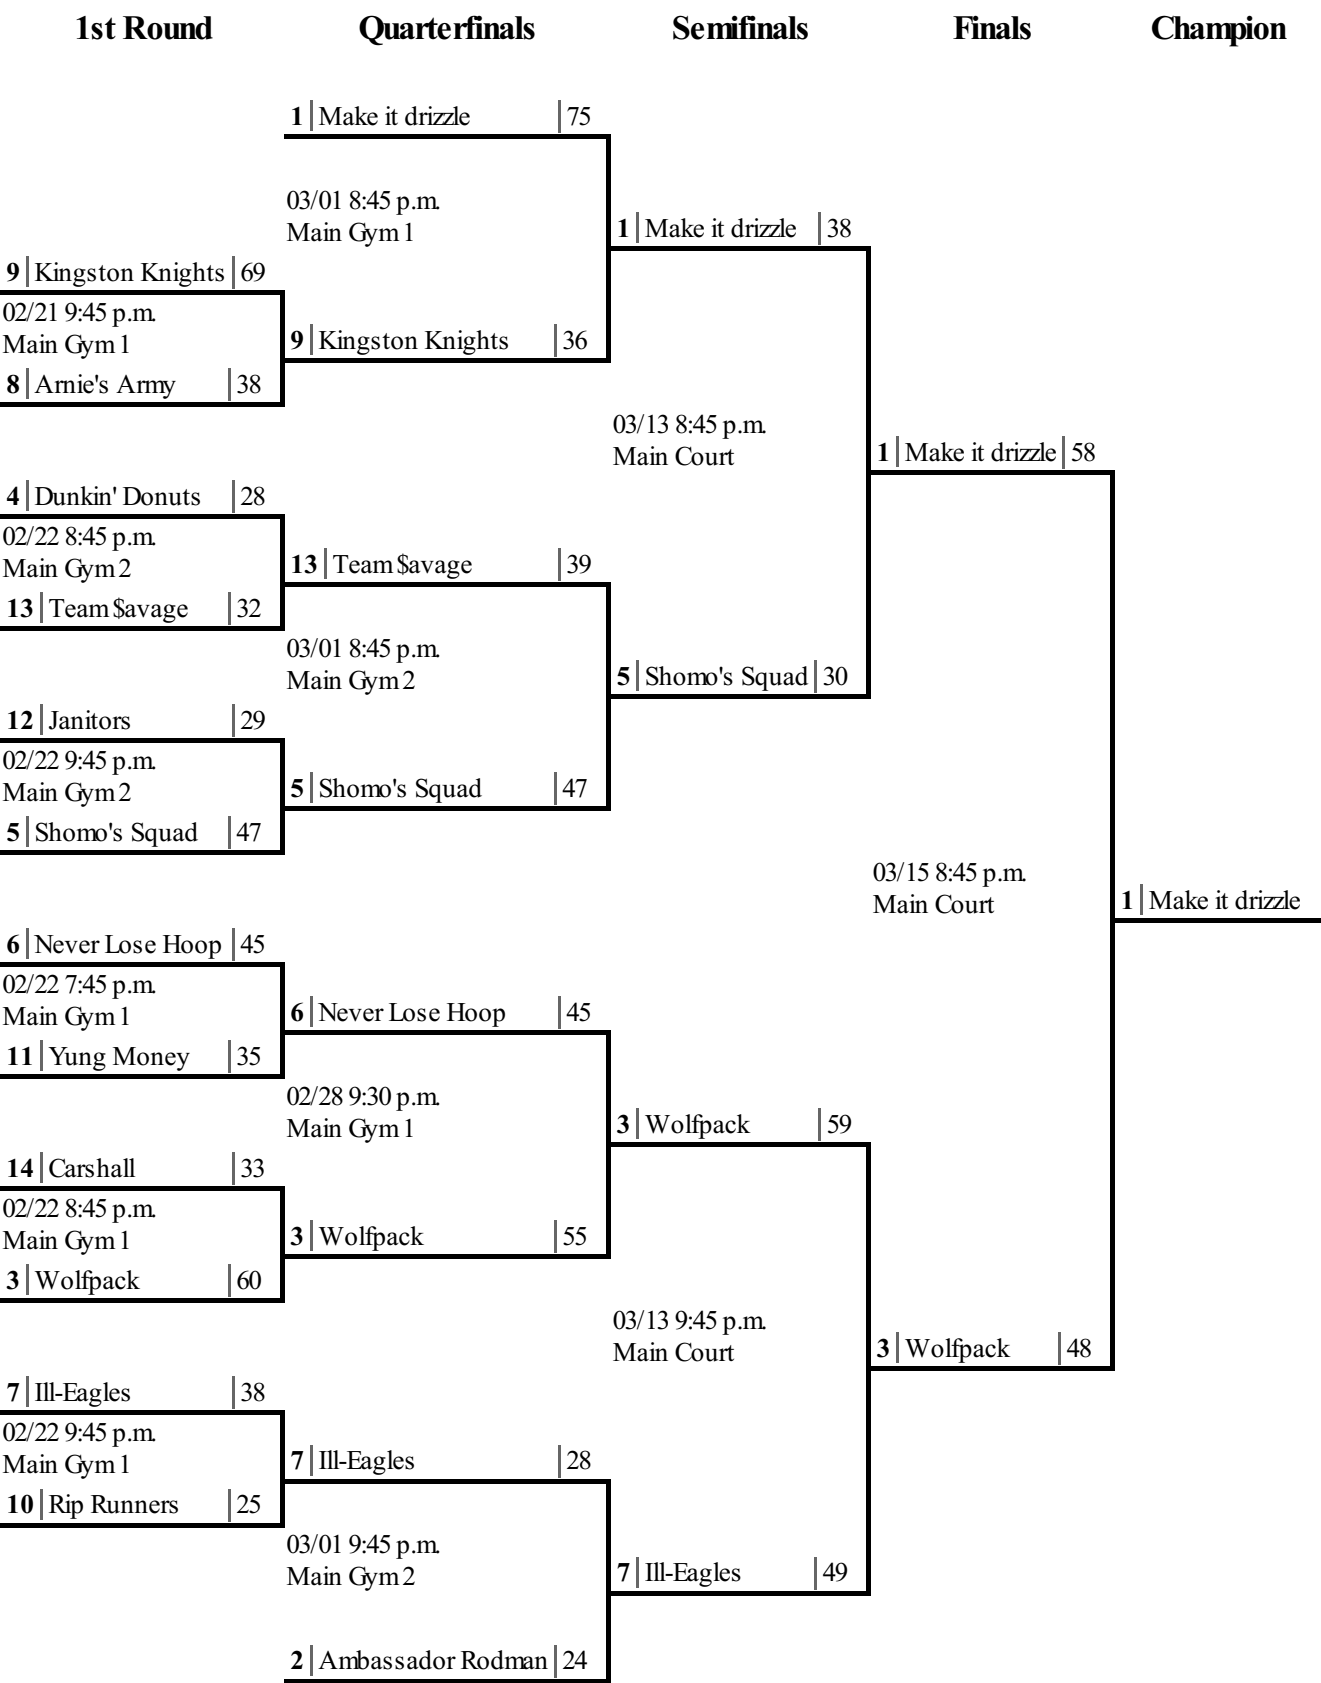 1st Round Quarterfinals Semifinals Finals Champion
1 Make it drizzle 75
03/01 8:45 p.m.
Main Gym 1
1 Make it drizzle 38
9 Kingston Knights 69
02/21 9:45 p.m.
Main Gym 1
9 Kingston Knights 36
8 Arnie's Army 38
03/13 8:45 p.m.
Main Court
1 Make it drizzle 58
4 Dunkin' Donuts 28
02/22 8:45 p.m.
Main Gym 2
13 Team $avage 39
13 Team $avage 32
03/01 8:45 p.m.
Main Gym 2
5 Shomo's Squad 30
12 Janitors 29
02/22 9:45 p.m.
Main Gym 2
5 Shomo's Squad 47
5 Shomo's Squad 47
03/15 8:45 p.m.
Main Court
1 Make it drizzle
6 Never Lose Hoop 45
02/22 7:45 p.m.
Main Gym 1
6 Never Lose Hoop 45
11 Yung Money 35
02/28 9:30 p.m.
Main Gym 1
3 Wolfpack 59
14 Carshall 33
02/22 8:45 p.m.
Main Gym 1
3 Wolfpack 55
3 Wolfpack 60
03/13 9:45 p.m.
Main Court
3 Wolfpack 48
7 Ill-Eagles 38
02/22 9:45 p.m.
Main Gym 1
7 Ill-Eagles 28
10 Rip Runners 25
03/01 9:45 p.m.
Main Gym 2
7 Ill-Eagles 49
2 Ambassador Rodman 24